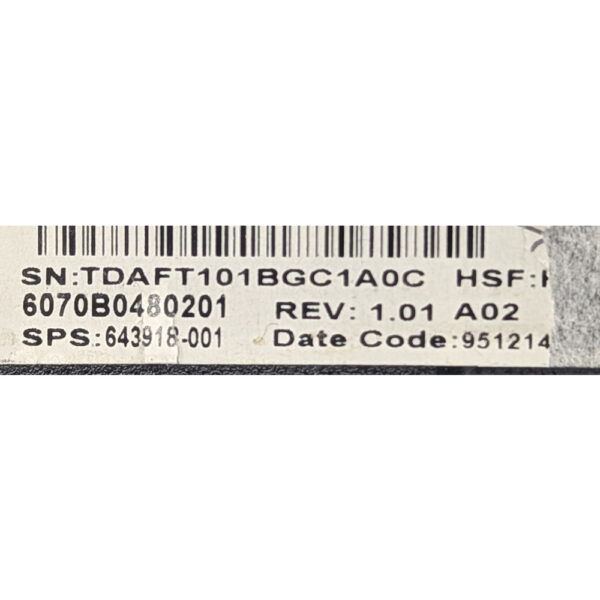 SN:TDAFT101BGC1A0C HSF:
6070B0480201 REV: 1.01 A02
SPS:643918-001 Date Code:951214